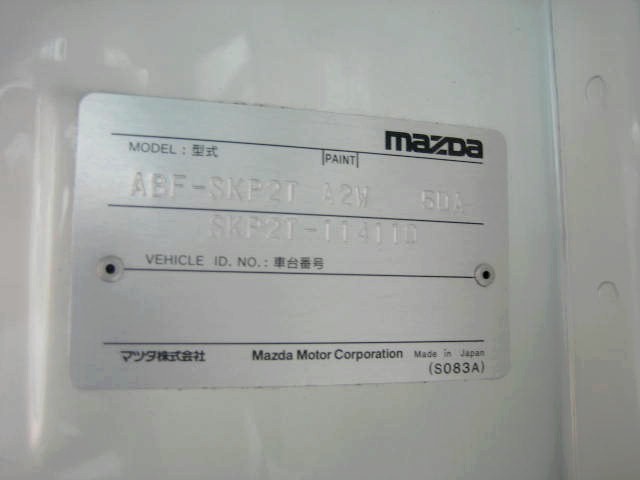 mazda
MODEL : 型式 PAINT
ABF-SKP2T A2W 6DA
SKP2T-114110
VEHICLE ID. NO. : 車台番号
マツダ株式会社 Mazda Motor Corporation Made in Japan
(S083A)